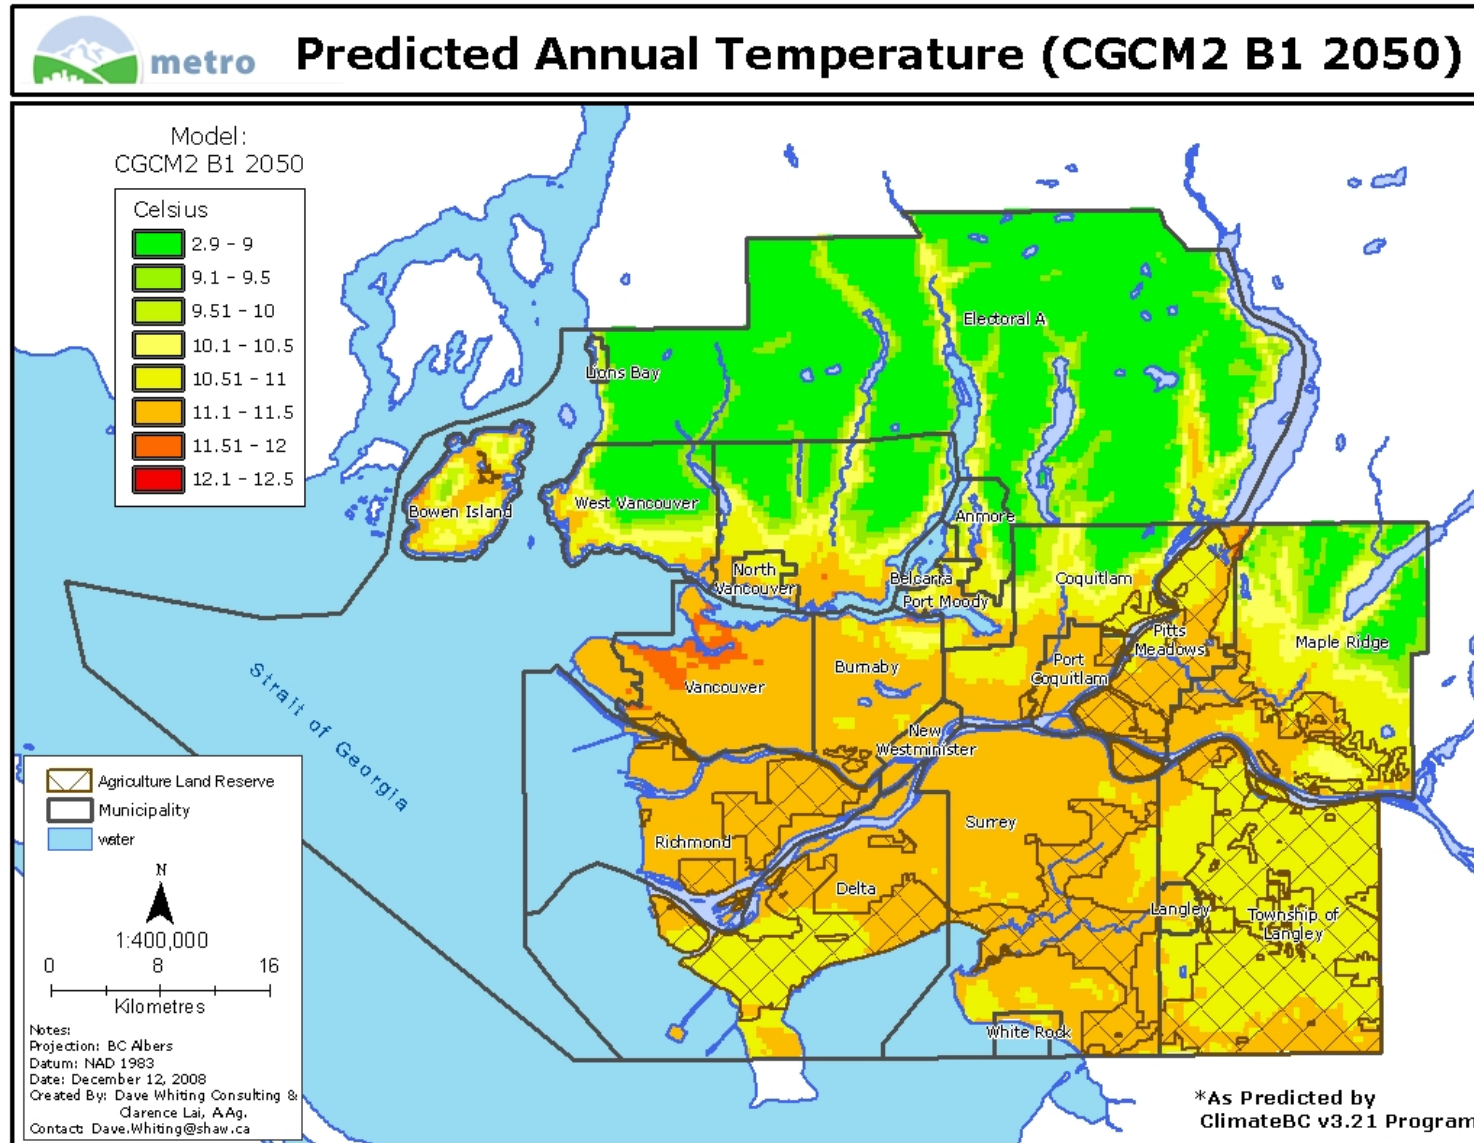 metro
Predicted Annual Temperature (CGCM2 B1 2050)
Model:
CGCM2 B1 2050
Celsius
2.9 - 9
9.1 - 9.5
9.51 - 10
10.1 - 10.5
10.51 - 11
11.1 - 11.5
11.51 - 12
12.1 - 12.5
Electoral A
Lions Bay
Bowen Island
West Vancouver
Anmore
North
Vancouver
Belcarra
Port Moody
Coquitlam
Pitts
Meadows
Maple Ridge
Port
Coquitlam
Burnaby
Vancouver
New
Westminister
Strait of Georgia
Richmond
Surrey
Delta
Langley
Township of
Langley
White Rock
Agriculture Land Reserve
Municipality
water
N
1:400,000
0 8 16
Kilometres
Notes:
Projection: BC Albers
Datum: NAD 1983
Date: December 12, 2008
Created By: Dave Whiting Consulting &
Clarence Lai, A.Ag.
Contact: Dave.Whiting@shaw.ca
*As Predicted by
ClimateBC v3.21 Program